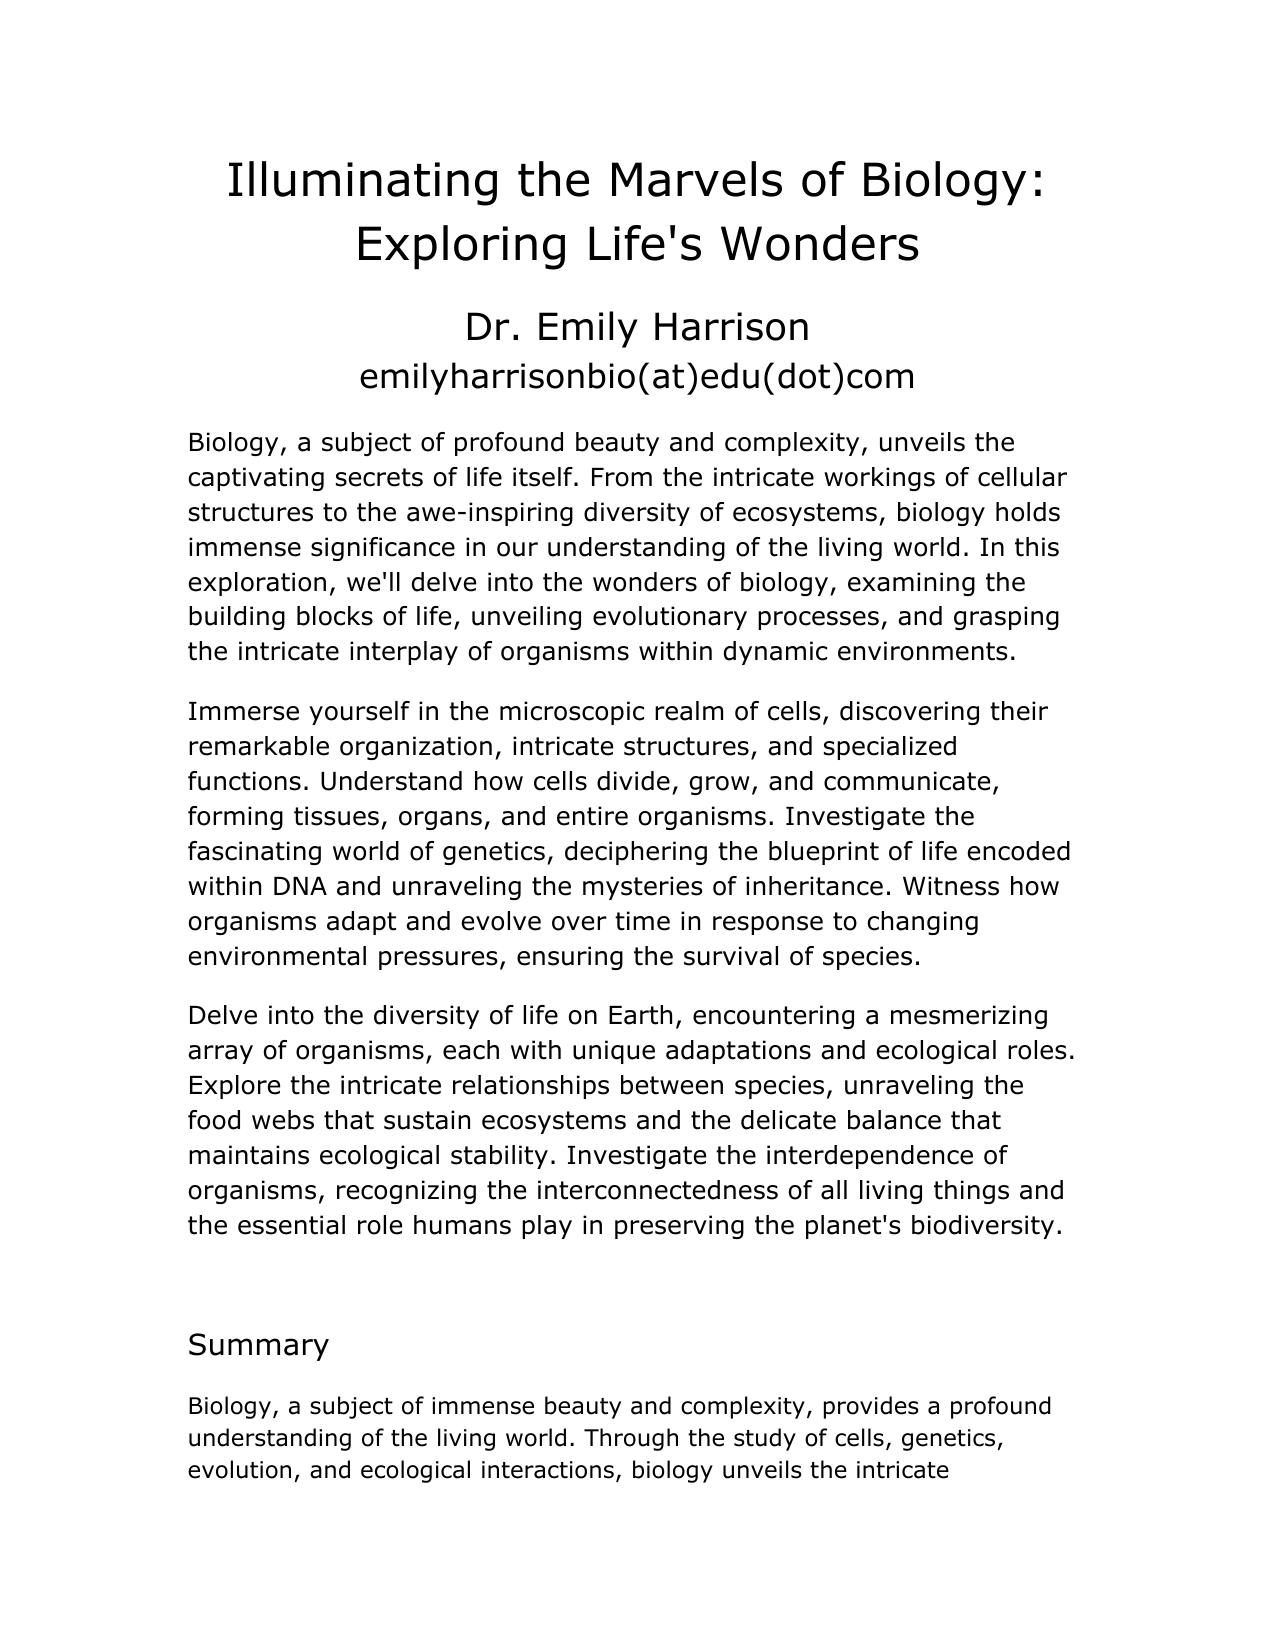 Illuminating the Marvels of Biology:
Exploring Life's Wonders
Dr. Emily Harrison
emilyharrisonbio(at)edu(dot)com
Biology, a subject of profound beauty and complexity, unveils the
captivating secrets of life itself. From the intricate workings of cellular
structures to the awe-inspiring diversity of ecosystems, biology holds
immense significance in our understanding of the living world. In this
exploration, we'll delve into the wonders of biology, examining the
building blocks of life, unveiling evolutionary processes, and grasping
the intricate interplay of organisms within dynamic environments.
Immerse yourself in the microscopic realm of cells, discovering their
remarkable organization, intricate structures, and specialized
functions. Understand how cells divide, grow, and communicate,
forming tissues, organs, and entire organisms. Investigate the
fascinating world of genetics, deciphering the blueprint of life encoded
within DNA and unraveling the mysteries of inheritance. Witness how
organisms adapt and evolve over time in response to changing
environmental pressures, ensuring the survival of species.
Delve into the diversity of life on Earth, encountering a mesmerizing
array of organisms, each with unique adaptations and ecological roles.
Explore the intricate relationships between species, unraveling the
food webs that sustain ecosystems and the delicate balance that
maintains ecological stability. Investigate the interdependence of
organisms, recognizing the interconnectedness of all living things and
the essential role humans play in preserving the planet's biodiversity.
Summary
Biology, a subject of immense beauty and complexity, provides a profound
understanding of the living world. Through the study of cells, genetics,
evolution, and ecological interactions, biology unveils the intricate